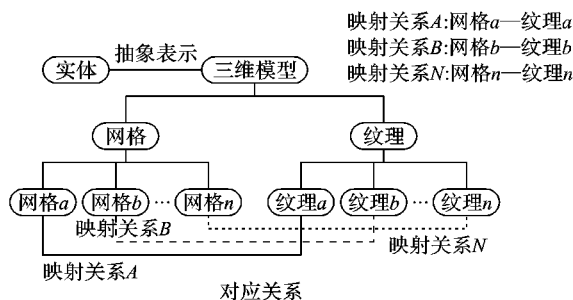 映射关系A:网格a—纹理a
映射关系B:网格b—纹理b
映射关系N:网格n—纹理n
实体
抽象表示
三维模型
网格
纹理
网格a
网格b
···
网格n
纹理a
纹理b
···
纹理n
映射关系B
映射关系N
映射关系A
对应关系